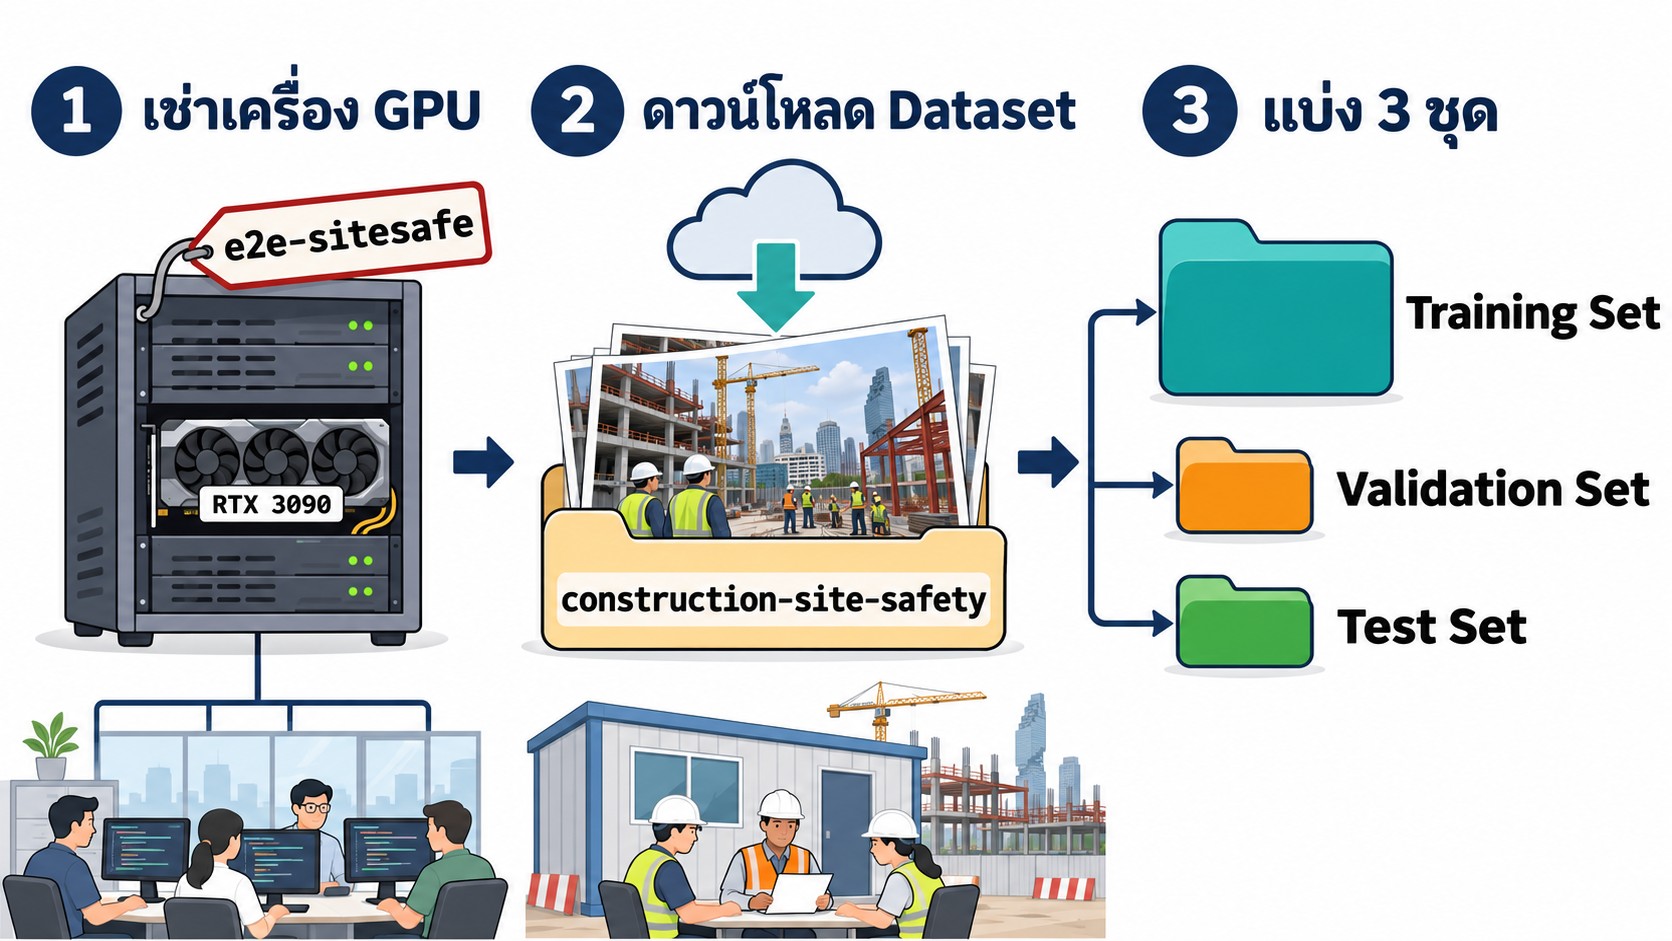 1 เช่าเครื่อง GPU
2 ดาวน์โหลด Dataset
3 แบ่ง 3 ชุด
e2e-sitesafe
RTX 3090
construction-site-safety
Training Set
Validation Set
Test Set